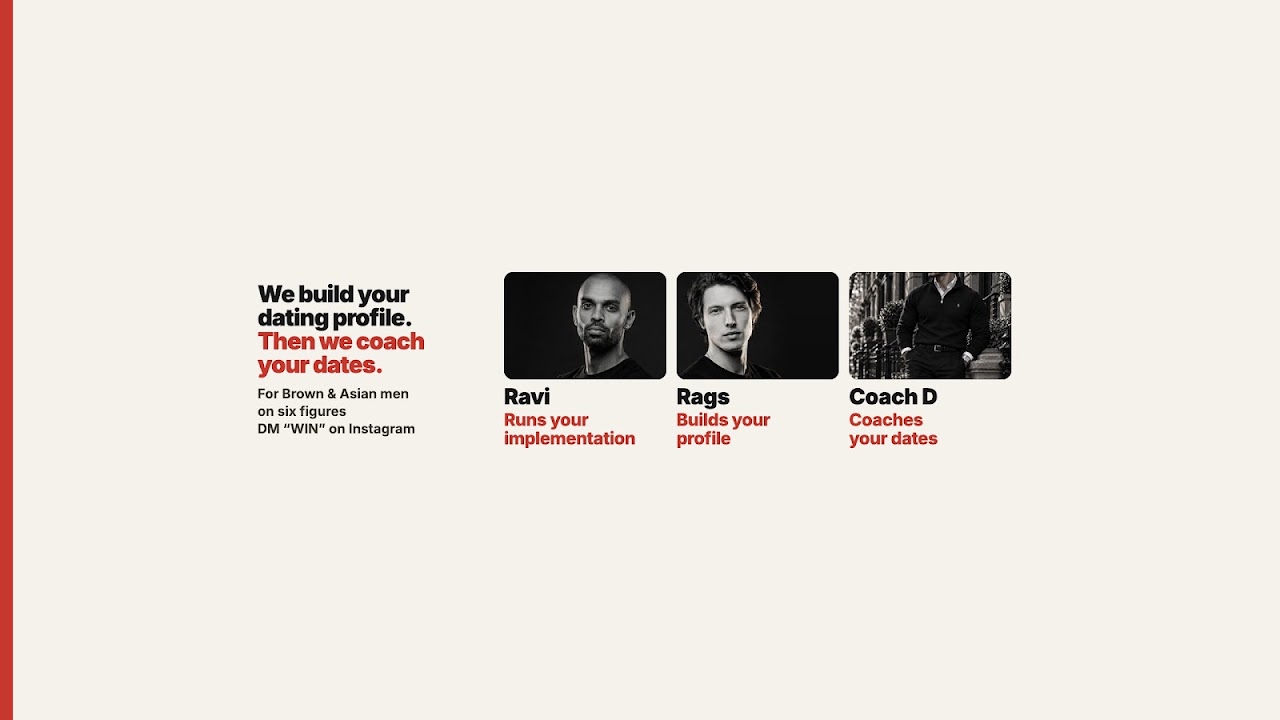 We build your
dating profile.
Then we coach
your dates.
For Brown & Asian men
on six figures
DM “WIN” on Instagram
Ravi
Runs your
implementation
Rags
Builds your
profile
Coach D
Coaches
your dates